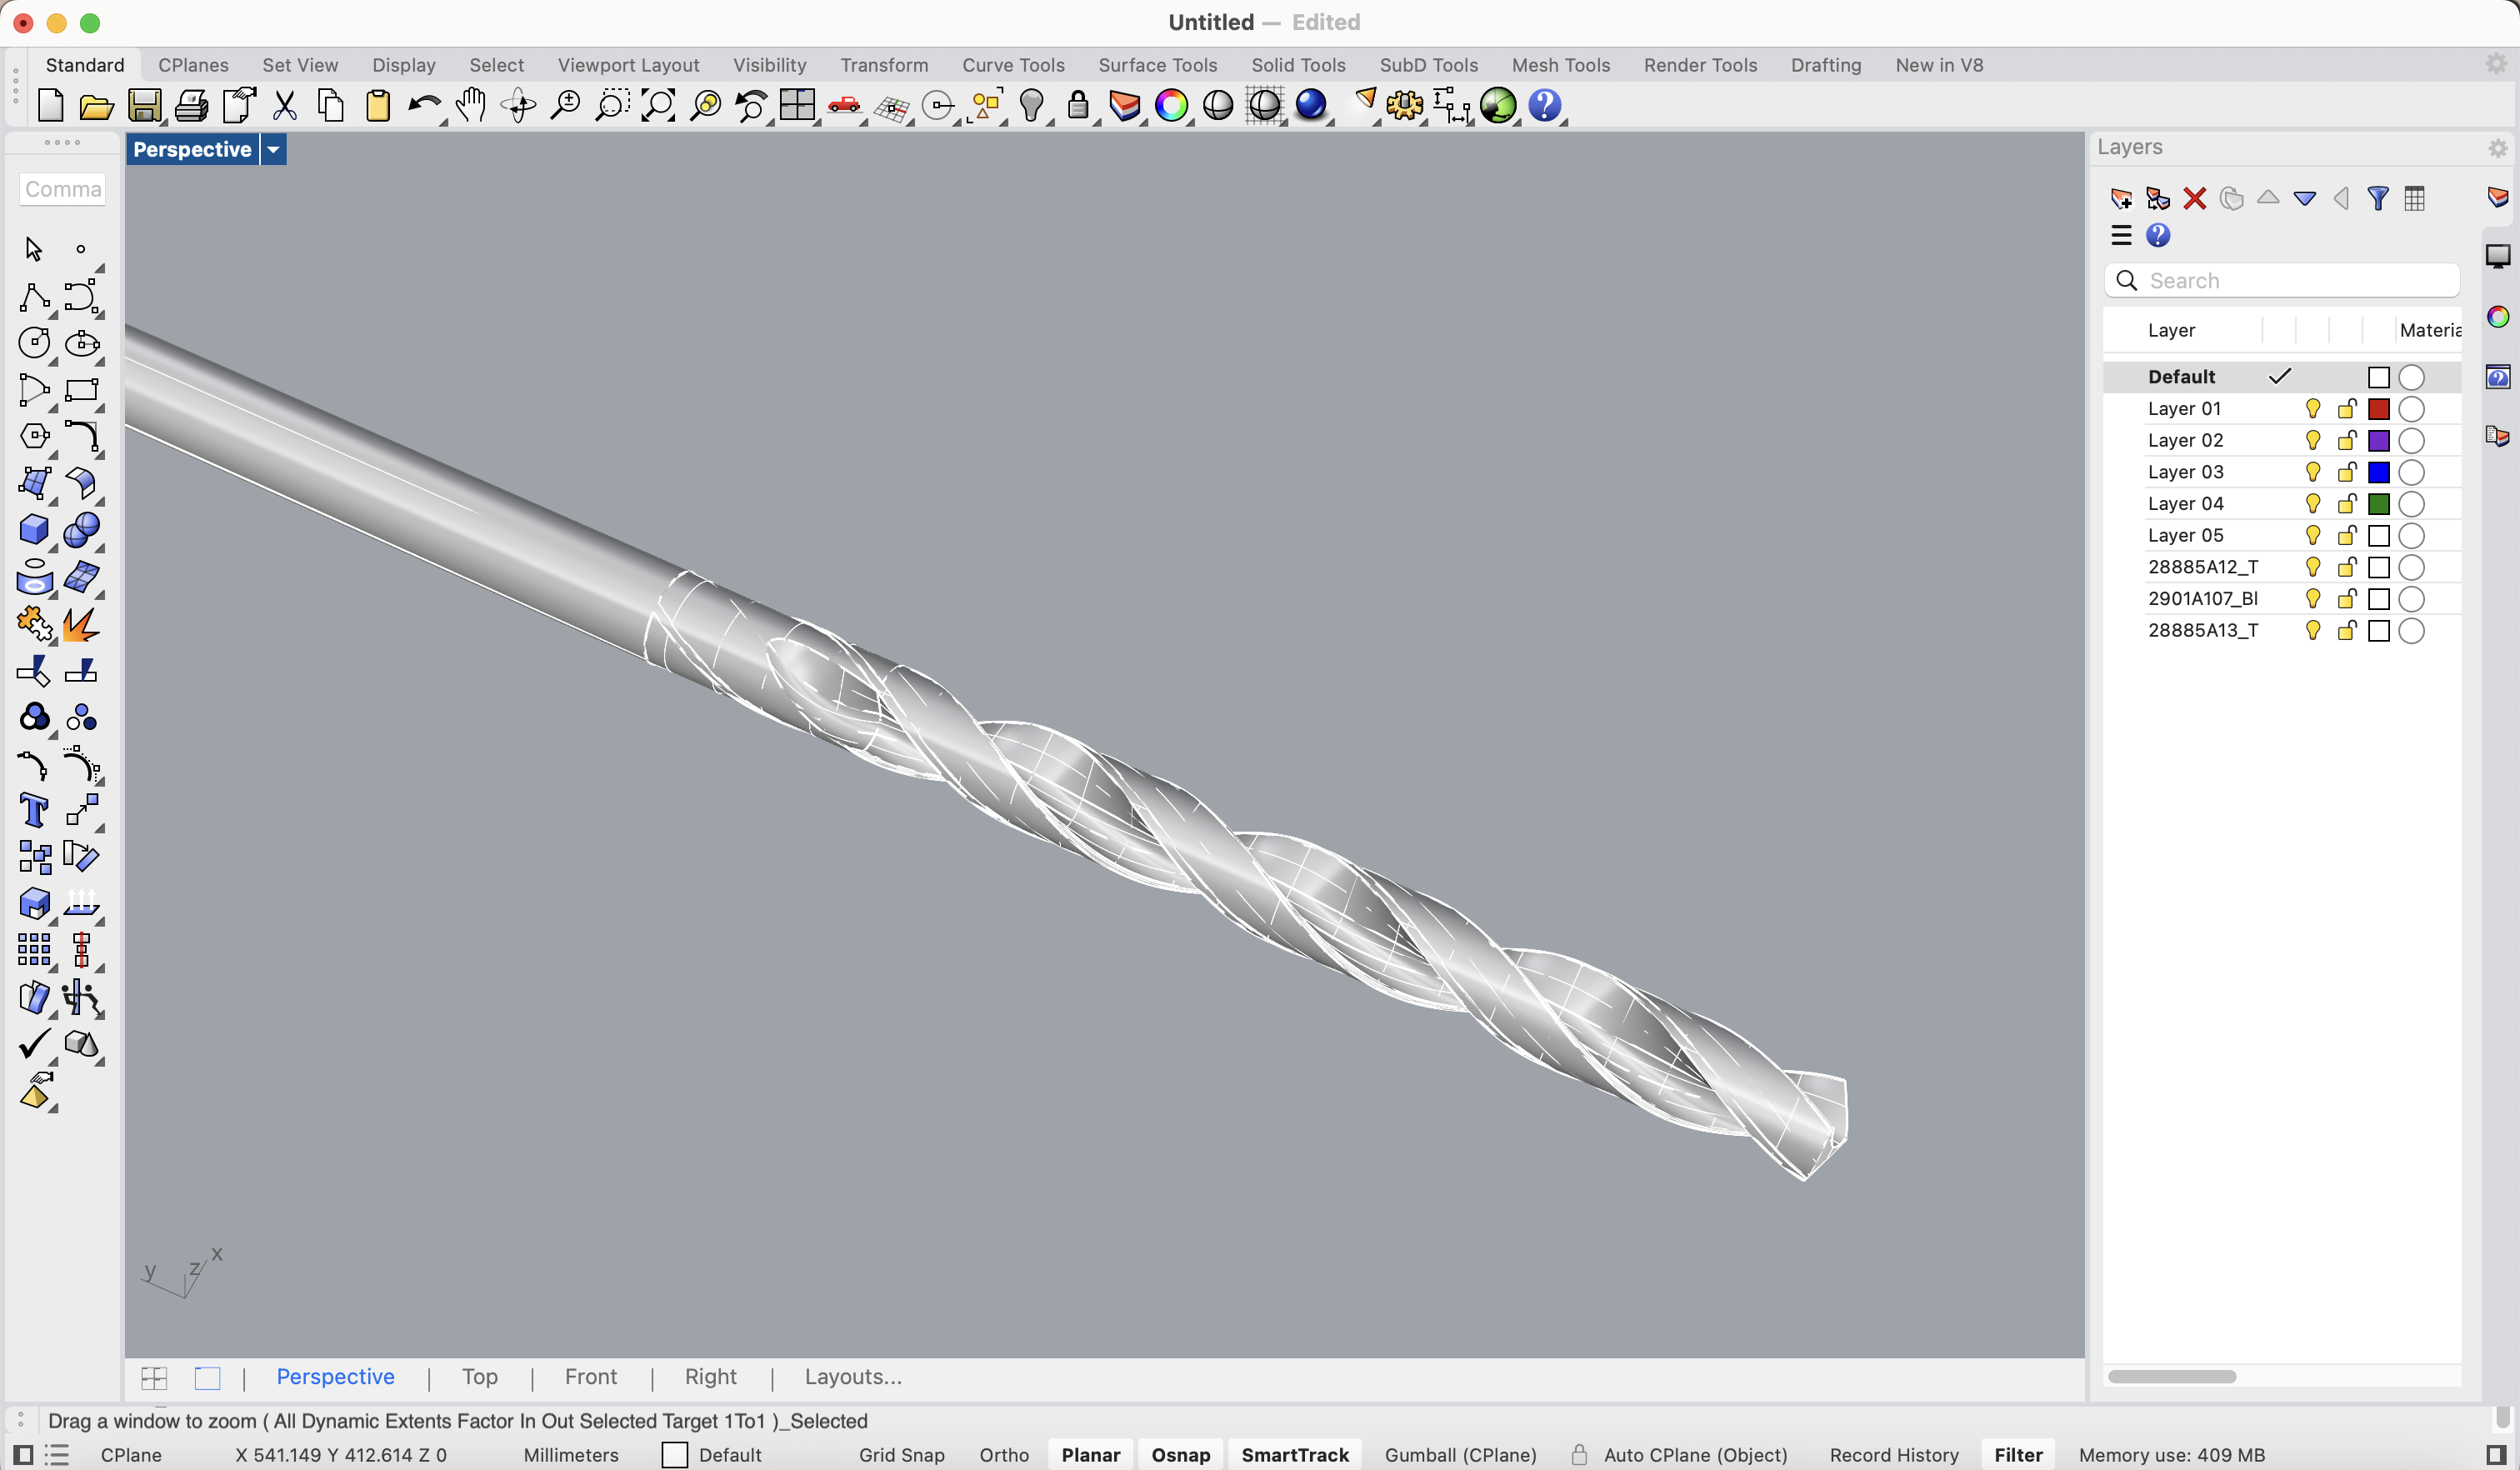 Untitled — Edited
Standard CPlanes Set View Display Select Viewport Layout Visibility Transform Curve Tools Surface Tools Solid Tools SubD Tools Mesh Tools Render Tools Drafting New in V8
Perspective
Comma
Layers
Search
Layer Materia
Default
Layer 01
Layer 02
Layer 03
Layer 04
Layer 05
28885A12_T
2901A107_Bl
28885A13_T
x
y z
Perspective | Top | Front | Right | Layouts...
Drag a window to zoom ( All Dynamic Extents Factor In Out Selected Target 1To1 )_Selected
CPlane X 541.149 Y 412.614 Z 0 Millimeters Default Grid Snap Ortho Planar Osnap SmartTrack Gumball (CPlane) Auto CPlane (Object) Record History Filter Memory use: 409 MB